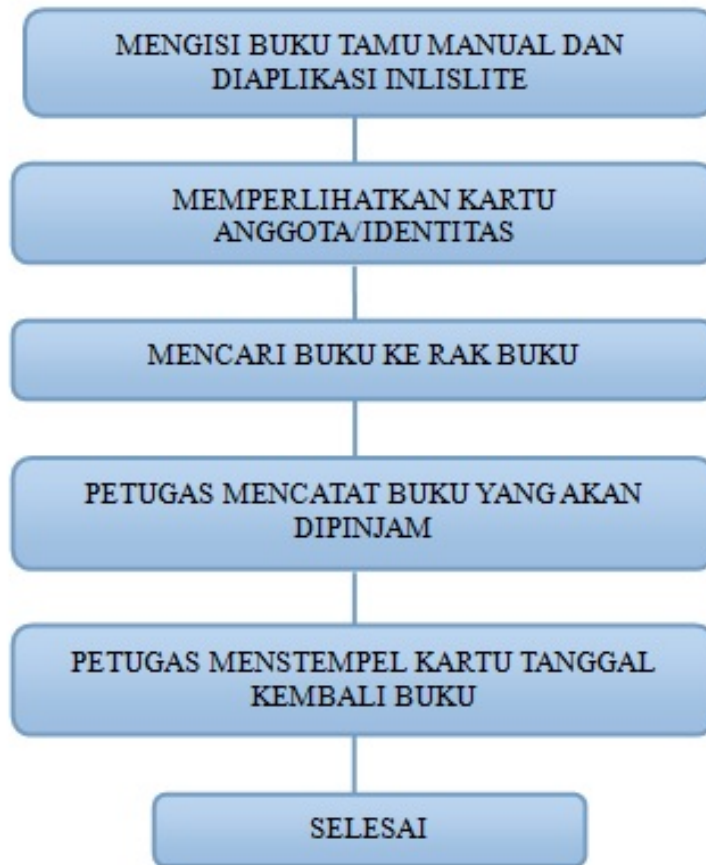 MENGISI BUKU TAMU MANUAL DAN
DIAPLIKASI INLISLITE
MEMPERLIHATKAN KARTU
ANGGOTA/IDENTITAS
MENCARI BUKU KE RAK BUKU
PETUGAS MENCATAT BUKU YANG AKAN
DIPINJAM
PETUGAS MENSTEMPEL KARTU TANGGAL
KEMBALI BUKU
SELESAI